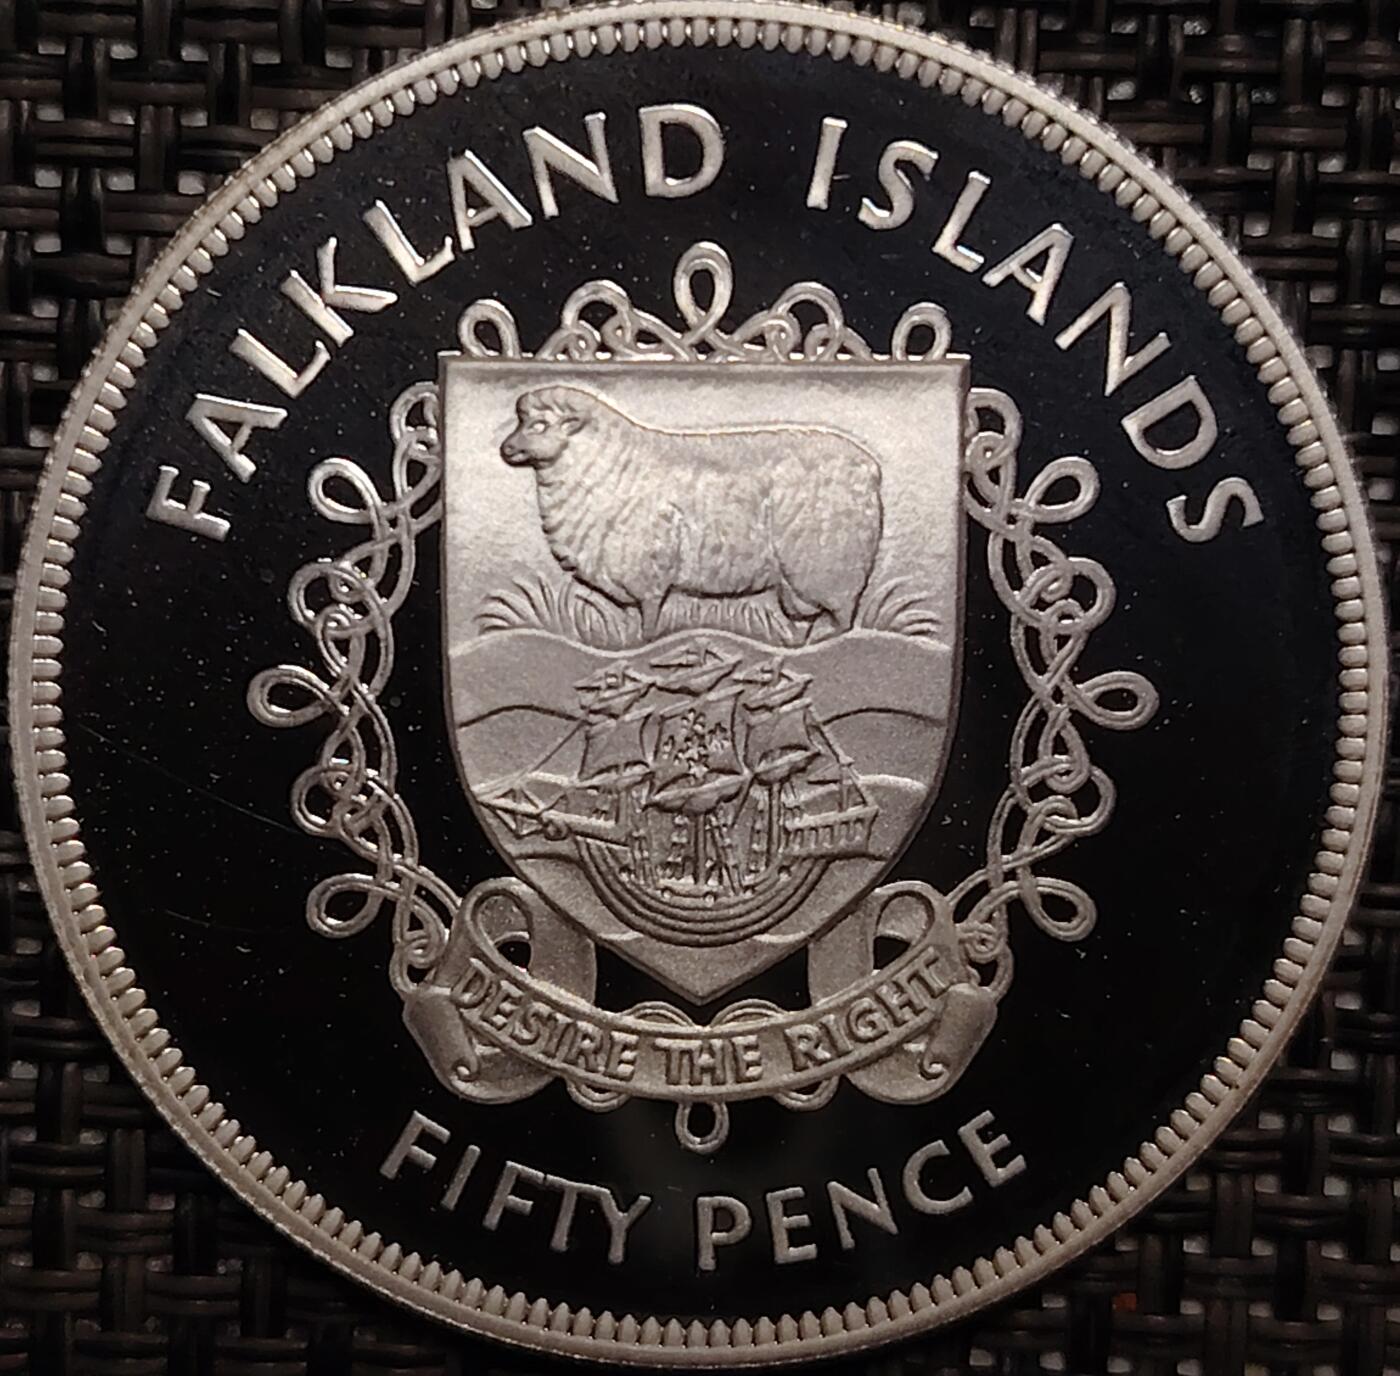 FALKLAND ISLANDS
DESIRE THE RIGHT
FIFTY PENCE